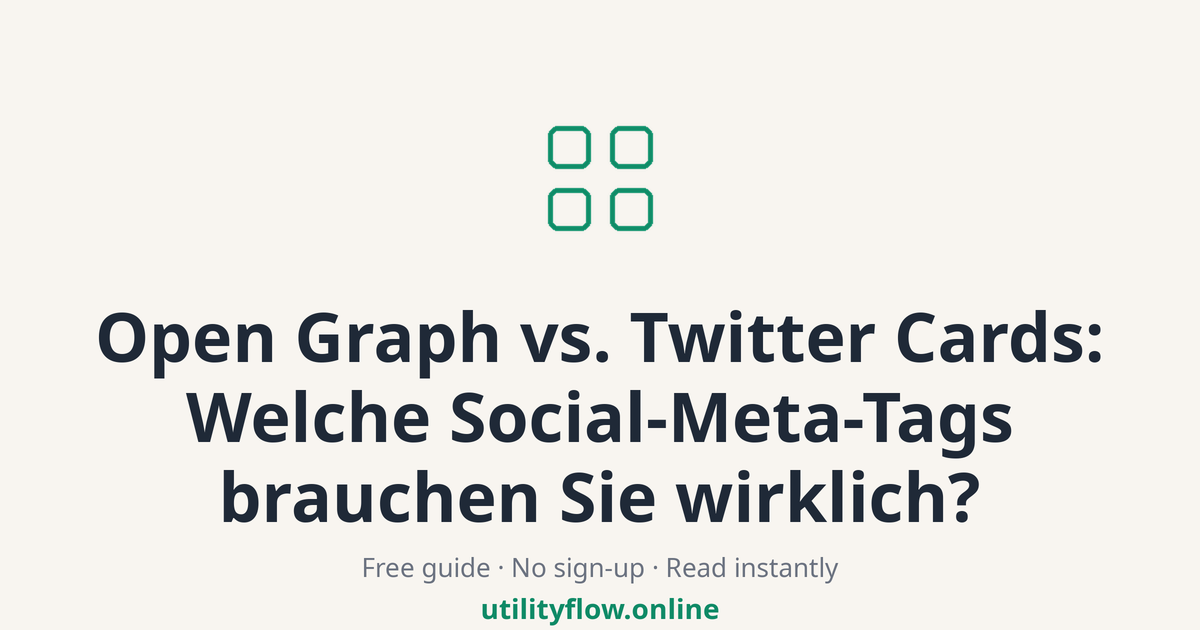 Open Graph vs. Twitter Cards:
Welche Social-Meta-Tags
brauchen Sie wirklich?
Free guide · No sign-up · Read instantly
utilityflow.online